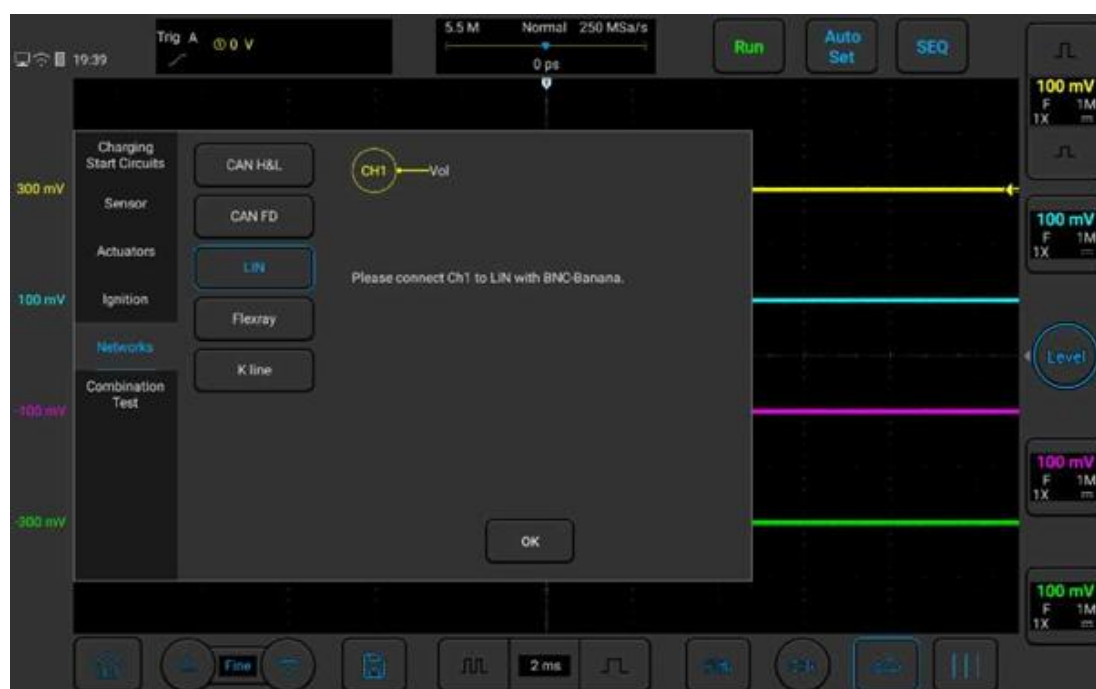 19:39
Trig A ① 0 V
5.5 M Normal 250 MSa/s
0 ps
Run
Auto
Set
SEQ
100 mV
F 1M
1X
Charging
Start Circuits
CAN H&L
CH1 Vol
300 mV
Sensor
CAN FD
100 mV
F 1M
1X
Actuators
LIN
Please connect Ch1 to LIN with BNC-Banana.
100 mV
Ignition
Flexray
Networks
Level
K line
Combination
Test
-100 mV
100 mV
F 1M
1X
-300 mV
OK
100 mV
F 1M
1X
Fine
2 ms